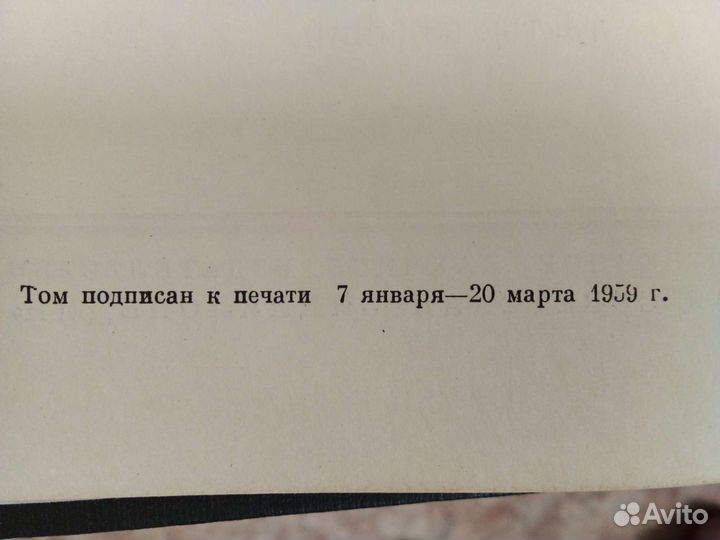 Том подписан к печати 7 января—20 марта 1959 г.
Avito